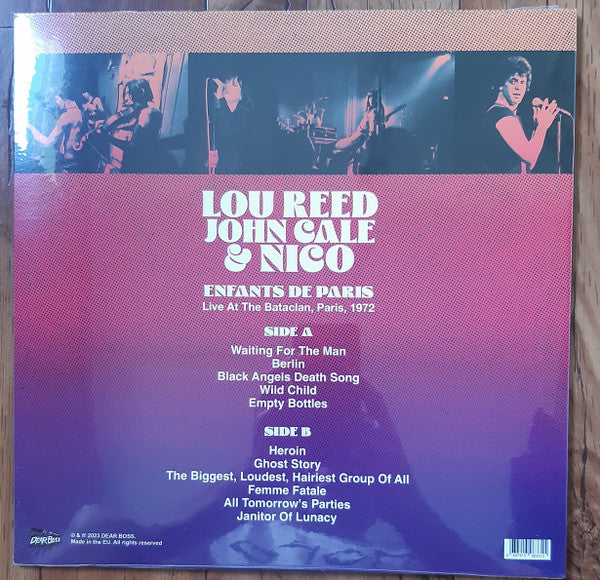 LOU REED
JOHN CALE
& NICO
ENFANTS DE PARIS
Live At The Bataclan, Paris, 1972
SIDE A
Waiting For The Man
Berlin
Black Angels Death Song
Wild Child
Empty Bottles
SIDE B
Heroin
Ghost Story
The Biggest, Loudest, Hairiest Group Of All
Femme Fatale
All Tomorrow's Parties
Janitor Of Lunacy
DEAR BOSS
© & ℗ 2023 DEAR BOSS.
Made in the EU. All rights reserved